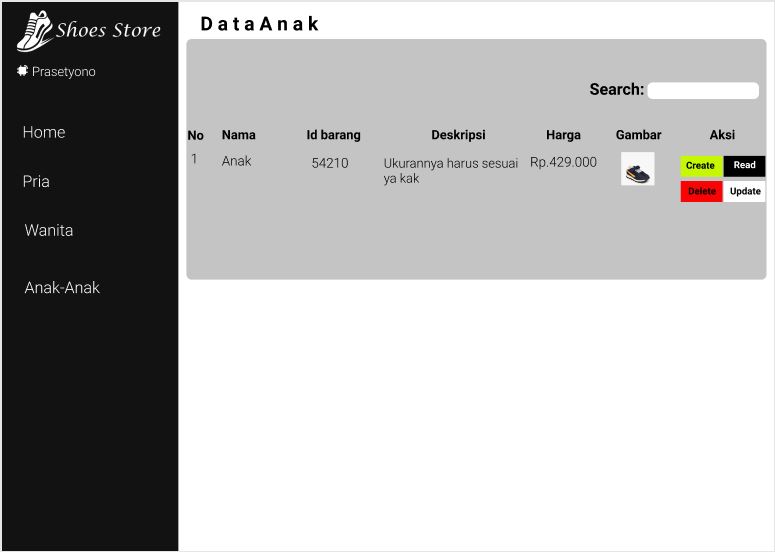 Shoes Store
Prasetyono
Home
Pria
Wanita
Anak-Anak
DataAnak
Search:
No Nama Id barang Deskripsi Harga Gambar Aksi
1 Anak 54210 Ukurannya harus sesuai Rp.429.000 Create Read
ya kak Delete Update